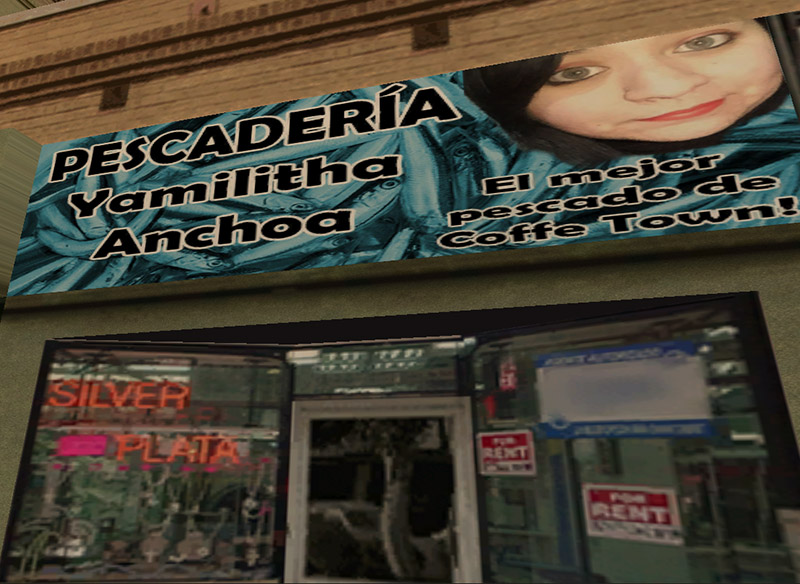 PESCADERÍA
Yamilitha
Anchoa
El mejor
pescado de
Coffe Town!
SILVER
PLATA
FOR
RENT
FOR
RENT